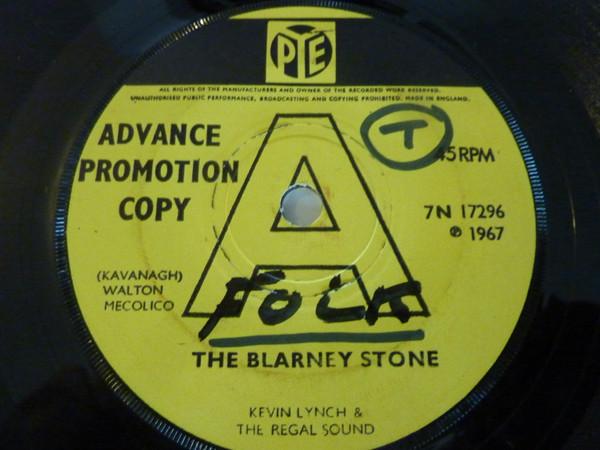 PYE
ALL RIGHTS OF THE MANUFACTURERS AND OWNER OF THE RECORDED WORK RESERVED.
UNAUTHORISED PUBLIC PERFORMANCE, BROADCASTING AND COPYING PROHIBITED. MADE IN ENGLAND.
ADVANCE
PROMOTION
COPY
A
T
45 RPM
7N 17296
℗ 1967
(KAVANAGH)
WALTON
MECOLICO
FOLK
THE BLARNEY STONE
KEVIN LYNCH &
THE REGAL SOUND